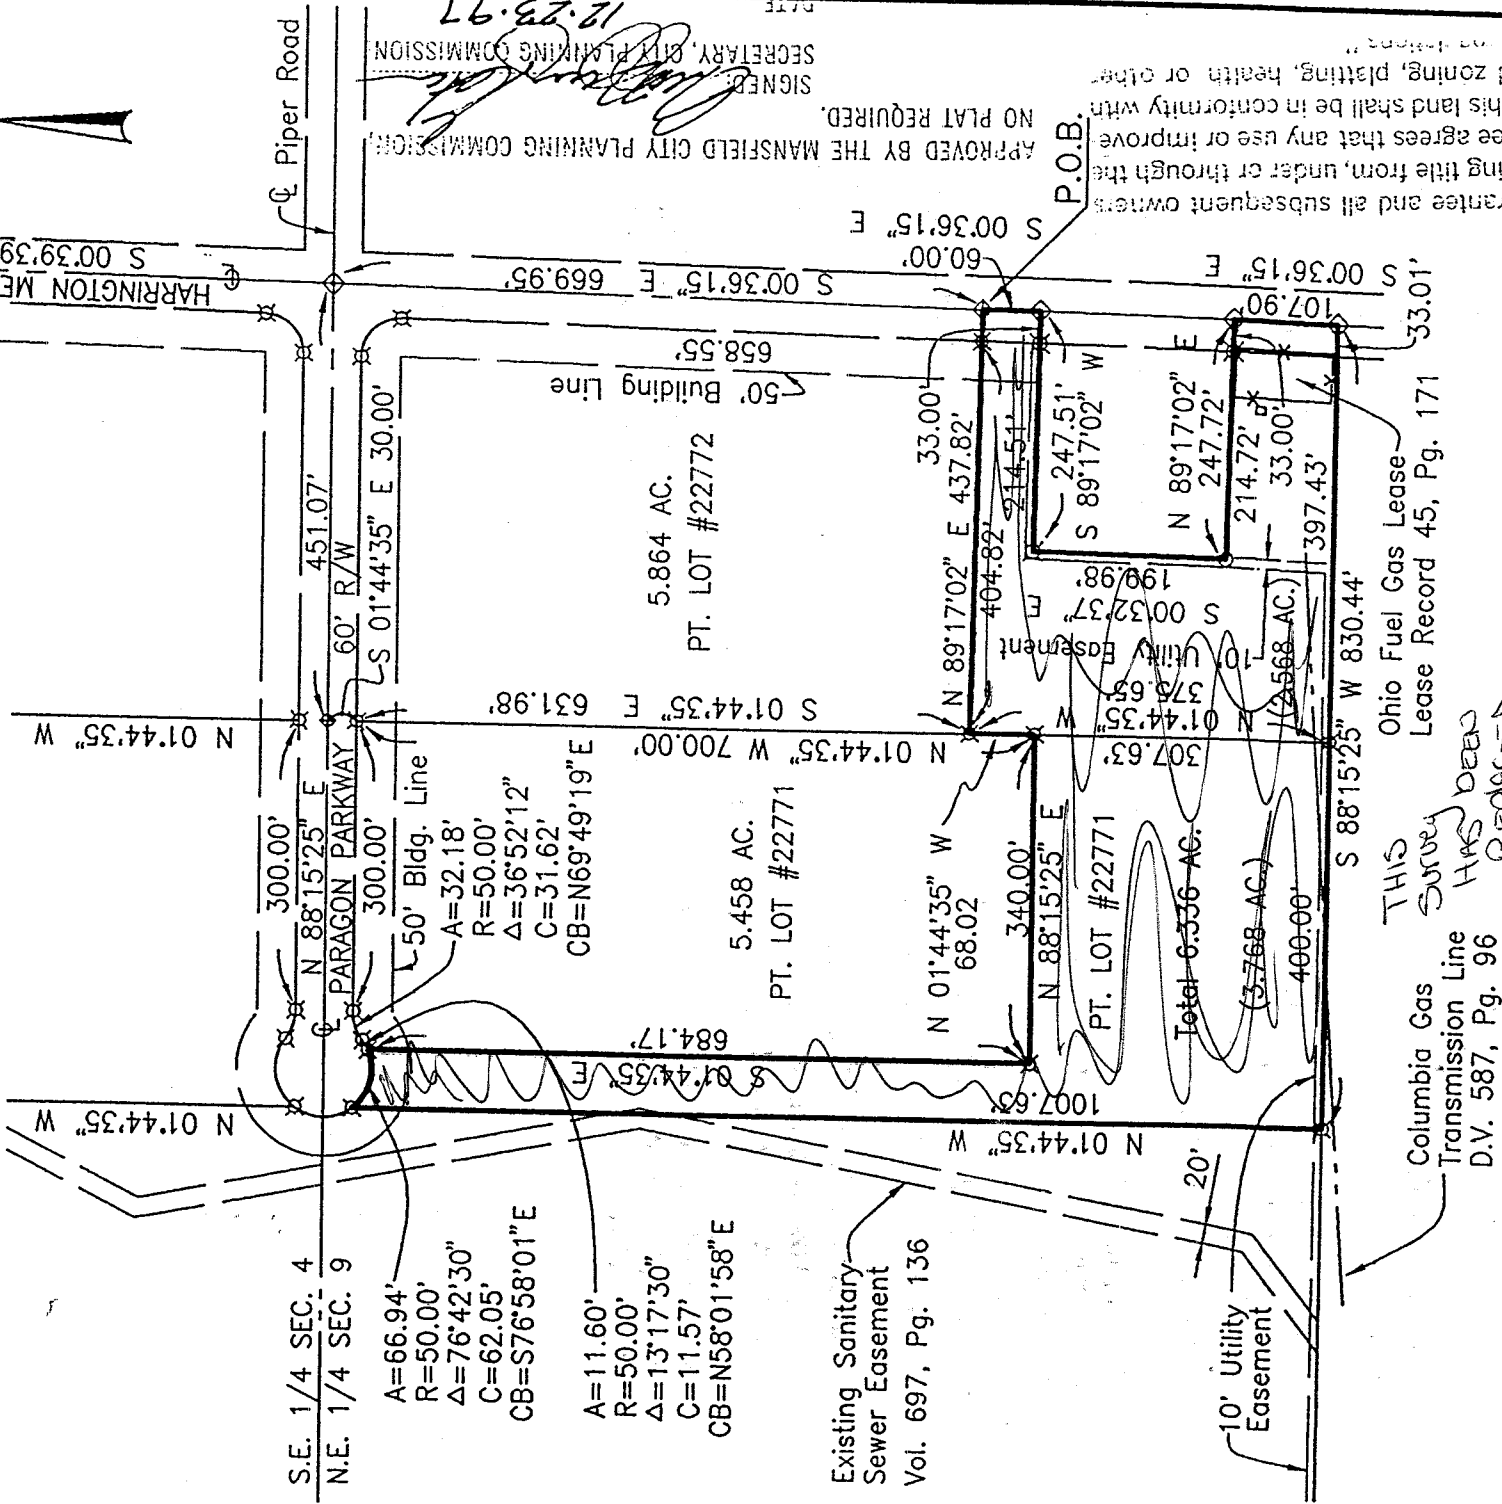 S.E. 1/4 SEC. 4
N.E. 1/4 SEC. 9
N 01°44'35" W
N 01°44'35" W
℄ Piper Road
HARRINGTON ME
℄
S 00°39'39
300.00'
N 88°15'25" E
℄ PARAGON PARKWAY
300.00'
50' Bldg. Line
451.07'
60' R/W
S 01°44'35" E 30.00'
A=66.94'
R=50.00'
Δ=76°42'30"
C=62.05'
CB=S76°58'01"E
A=11.60'
R=50.00'
Δ=13°17'30"
C=11.57'
CB=N58°01'58"E
A=32.18'
R=50.00'
Δ=36°52'12"
C=31.62'
CB=N69°49'19"E
5.458 AC.
PT. LOT #22771
5.864 AC.
PT. LOT #22772
S 01°44'35" E 631.98'
N 01°44'35" W 700.00'
50' Building Line
658.55'
S 00°36'15" E 669.95'
S 01°44'35" E 684.17'
N 01°44'35" W 1007.63'
N 01°44'35" W
68.02
340.00'
N 88°15'25" E
PT. LOT #22771
Total 6.336 AC.
(3.768 AC.)
400.00'
N 89°17'02" E 437.82'
404.82'
33.00'
214.51'
247.51'
S 89°17'02" W
60.00'
S 00°36'15" E
P.O.B.
199.98'
S 00°32'37" E
10' Utility Easement
375.65'
N 01°44'35" W
307.63'
(2.568 AC.)
N 89°17'02" E
247.72'
214.72'
33.00'
397.43'
107.90'
S 00°36'15" E
33.01'
S 88°15'25" W 830.44'
Ohio Fuel Gas Lease
Lease Record 45, Pg. 171
Columbia Gas
Transmission Line
D.V. 587, Pg. 96
THIS
Survey
HAS been
Existing Sanitary
Sewer Easement
Vol. 697, Pg. 136
20'
10' Utility
Easement
APPROVED BY THE MANSFIELD CITY PLANNING COMMISSION,
NO PLAT REQUIRED.
SIGNED:
SECRETARY, CITY PLANNING COMMISSION
12.23.97
DATE
rantee and all subsequent owners
ing title from, under or through the
ee agrees that any use or improve
his land shall be in conformity with
zoning, platting, health or other